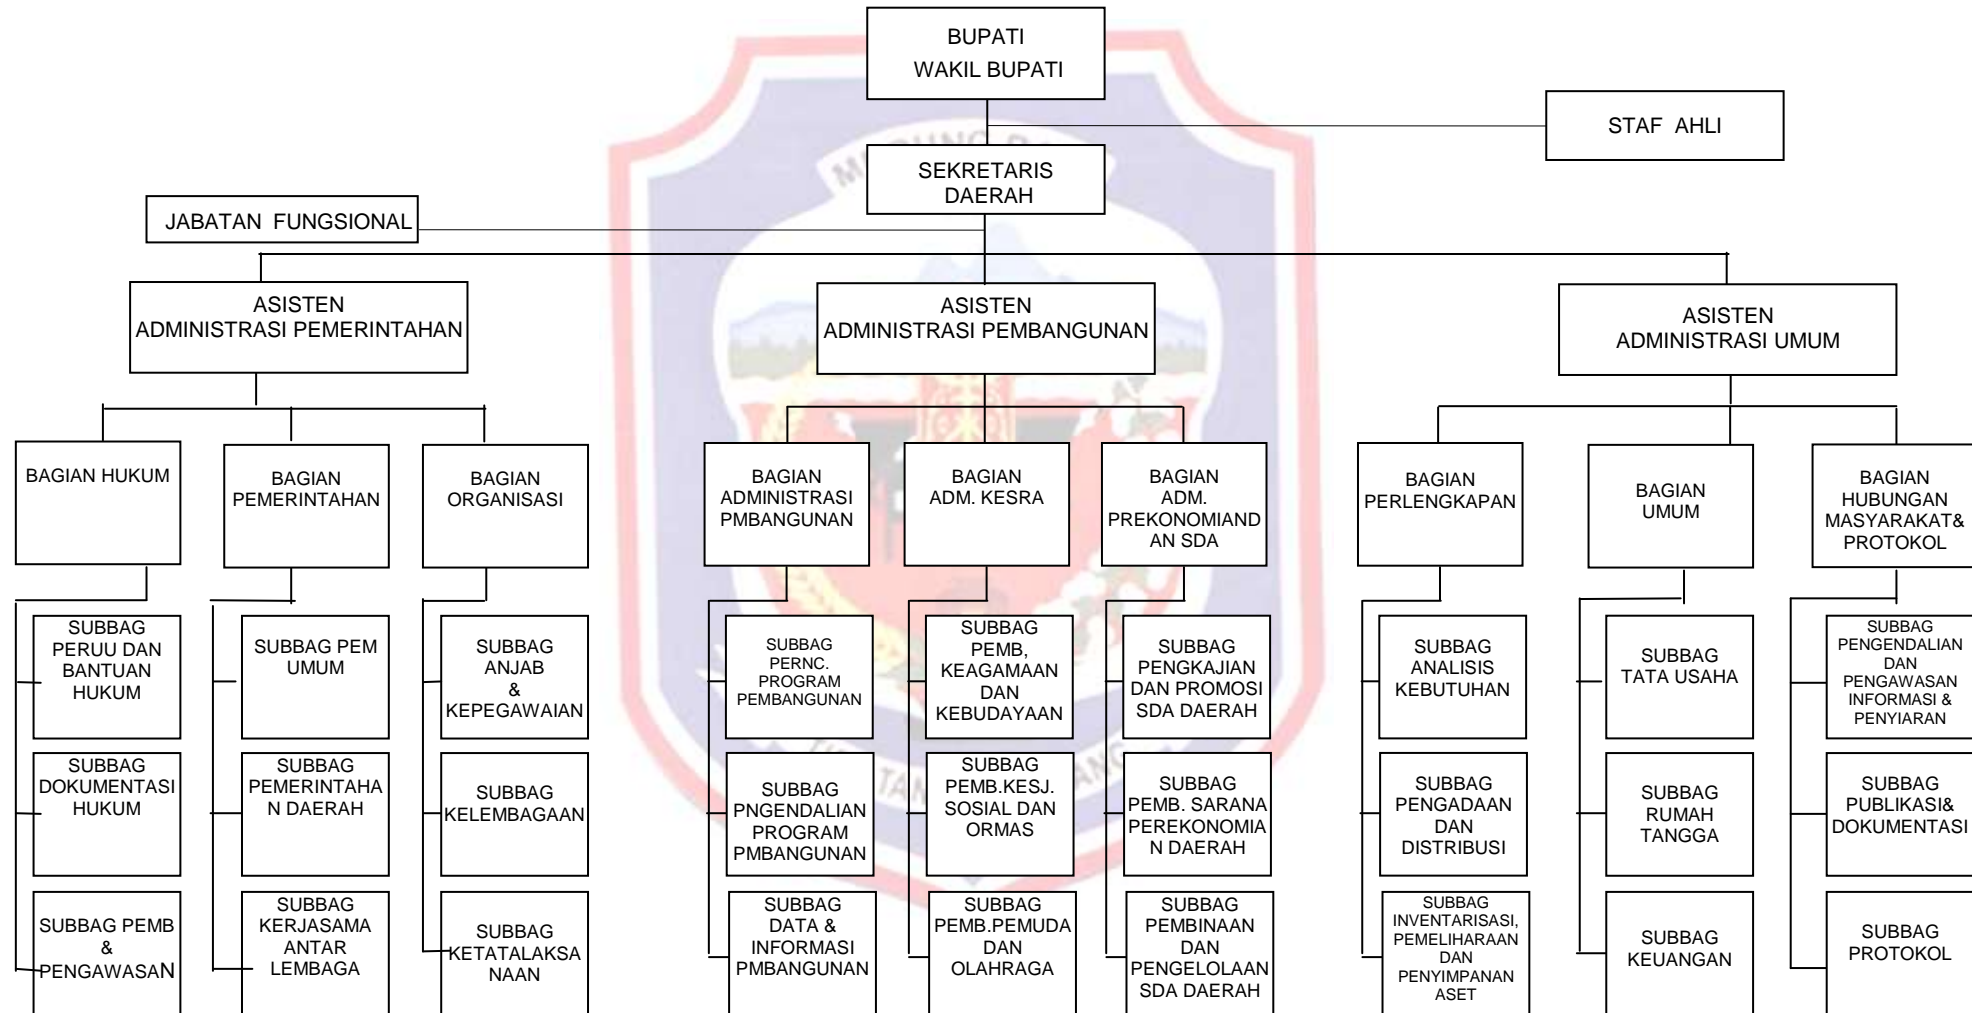 BUPATI
WAKIL BUPATI
STAF AHLI
SEKRETARIS
DAERAH
JABATAN FUNGSIONAL
ASISTEN
ADMINISTRASI PEMERINTAHAN
ASISTEN
ADMINISTRASI PEMBANGUNAN
ASISTEN
ADMINISTRASI UMUM
BAGIAN HUKUM
BAGIAN
PEMERINTAHAN
BAGIAN
ORGANISASI
BAGIAN
ADMINISTRASI
PMBANGUNAN
BAGIAN
ADM. KESRA
BAGIAN
ADM.
PREKONOMIAND
AN SDA
BAGIAN
PERLENGKAPAN
BAGIAN
UMUM
BAGIAN
HUBUNGAN
MASYARAKAT&
PROTOKOL
SUBBAG
PERUU DAN
BANTUAN
HUKUM
SUBBAG PEM
UMUM
SUBBAG
ANJAB
&
KEPEGAWAIAN
SUBBAG
PERNC.
PROGRAM
PEMBANGUNAN
SUBBAG
PEMB,
KEAGAMAAN
DAN
KEBUDAYAAN
SUBBAG
PENGKAJIAN
DAN PROMOSI
SDA DAERAH
SUBBAG
ANALISIS
KEBUTUHAN
SUBBAG
TATA USAHA
SUBBAG
PENGENDALIAN
DAN
PENGAWASAN
INFORMASI &
PENYIARAN
SUBBAG
DOKUMENTASI
HUKUM
SUBBAG
PEMERINTAHA
N DAERAH
SUBBAG
KELEMBAGAAN
SUBBAG
PNGENDALIAN
PROGRAM
PMBANGUNAN
SUBBAG
PEMB.KESJ.
SOSIAL DAN
ORMAS
SUBBAG
PEMB. SARANA
PEREKONOMIA
N DAERAH
SUBBAG
PENGADAAN
DAN
DISTRIBUSI
SUBBAG
RUMAH
TANGGA
SUBBAG
PUBLIKASI&
DOKUMENTASI
SUBBAG PEMB
&
PENGAWASAN
SUBBAG
KERJASAMA
ANTAR
LEMBAGA
SUBBAG
KETATALAKSA
NAAN
SUBBAG
DATA &
INFORMASI
PMBANGUNAN
SUBBAG
PEMB.PEMUDA
DAN
OLAHRAGA
SUBBAG
PEMBINAAN
DAN
PENGELOLAAN
SDA DAERAH
SUBBAG
INVENTARISASI,
PEMELIHARAAN
DAN
PENYIMPANAN
ASET
SUBBAG
KEUANGAN
SUBBAG
PROTOKOL